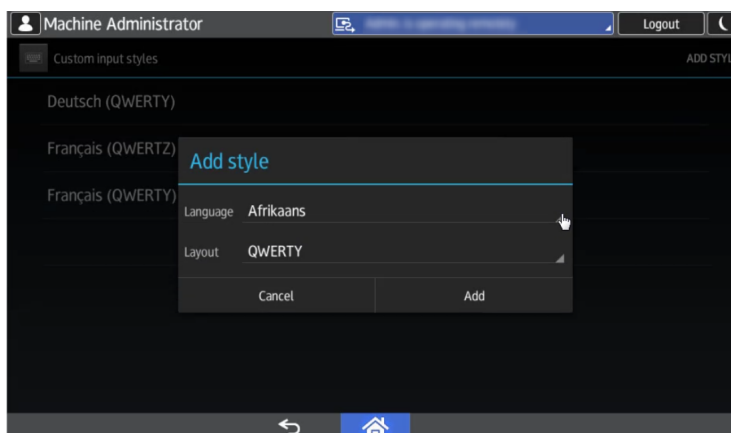 Machine Administrator
Logout
Custom input styles
ADD STYL
Deutsch (QWERTY)
Français (QWERTZ)
Français (QWERTY)
Add style
Language Afrikaans
Layout QWERTY
Cancel Add